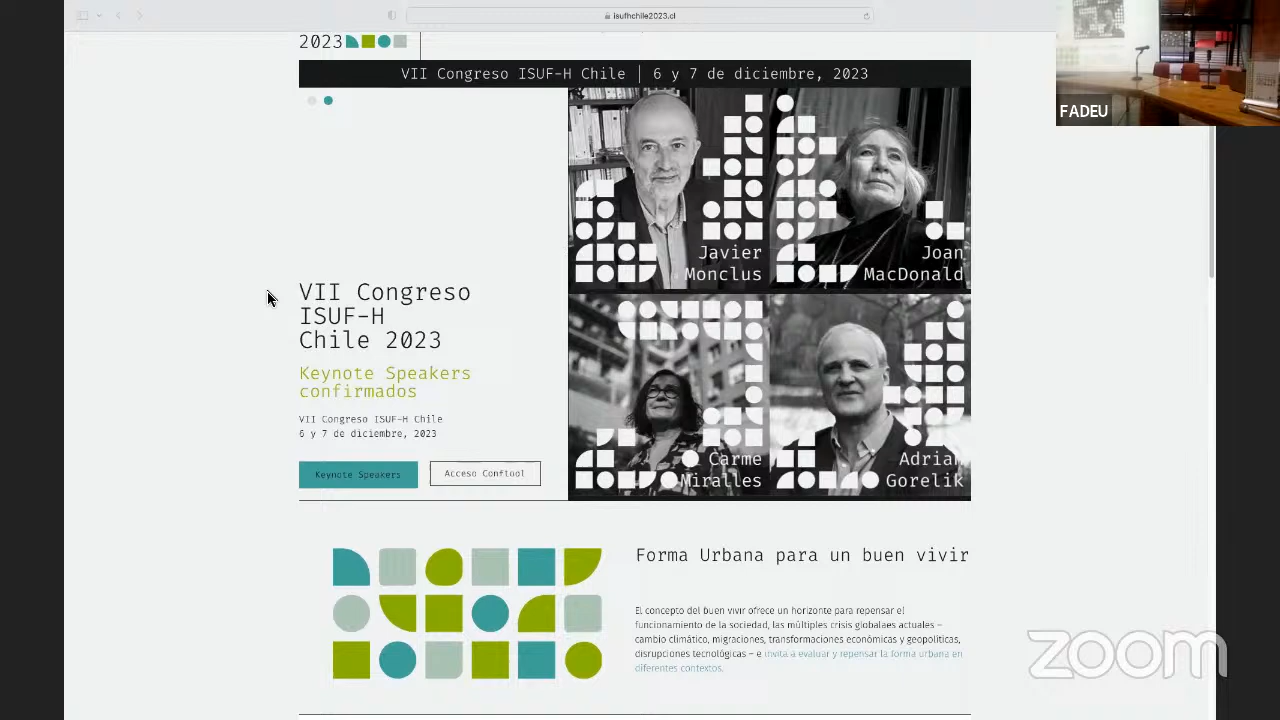 isufhchile2023.cl
2023
VII Congreso ISUF-H Chile | 6 y 7 de diciembre, 2023
FADEU
Javier
Monclus
Joan
MacDonald
VII Congreso
ISUF-H
Chile 2023
Keynote Speakers
confirmados
VII Congreso ISUF-H Chile
6 y 7 de diciembre, 2023
Keynote Speakers
Acceso Conftool
Carme
Miralles
Adrian
Gorelik
Forma Urbana para un buen vivir
El concepto del buen vivir ofrece un horizonte para repensar el
funcionamiento de la sociedad, las múltiples crisis globalaes actuales –
cambio climático, migraciones, transformaciones económicas y geopolíticas,
disrupciones tecnológicas – e invita a evaluar y repensar la forma urbana en
diferentes contextos.
zoom